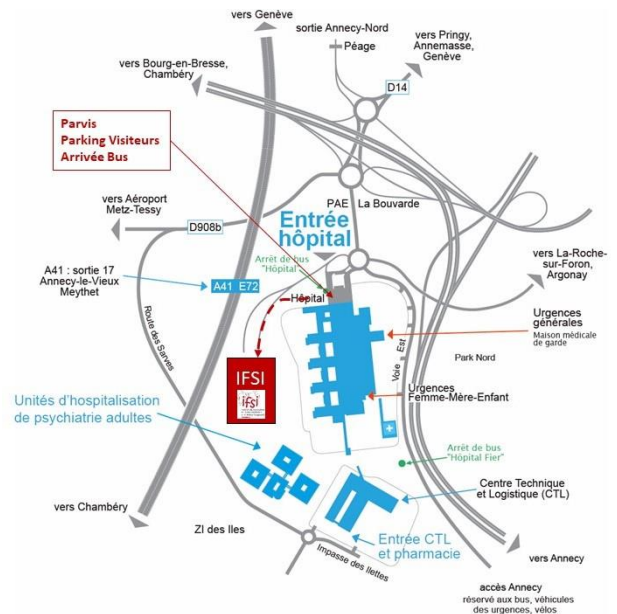 vers Genève
sortie Annecy-Nord
Péage
vers Pringy,
Annemasse,
Genève
vers Bourg-en-Bresse,
Chambéry
D14
Parvis
Parking Visiteurs
Arrivée Bus
vers Aéroport
Metz-Tessy
PAE La Bouvarde
D908b
Entrée
hôpital
Arrêt de bus
"Hôpital"
vers La-Roche-
sur-Foron,
Argonay
A41 : sortie 17
Annecy-le-Vieux
Meythet
A41 E72
Hôpital
Urgences
générales
Maison médicale
de garde
Route des Sarves
Voie Est
Park Nord
IFSI
iFSi
Urgences
Femme-Mère-Enfant
Unités d'hospitalisation
de psychiatrie adultes
Arrêt de bus
"Hôpital Fier"
Centre Technique
et Logistique (CTL)
vers Chambéry
ZI des Iles
Entrée CTL
et pharmacie
Impasse des Ilettes
vers Annecy
accès Annecy
réservé aux bus, véhicules
des urgences, vélos